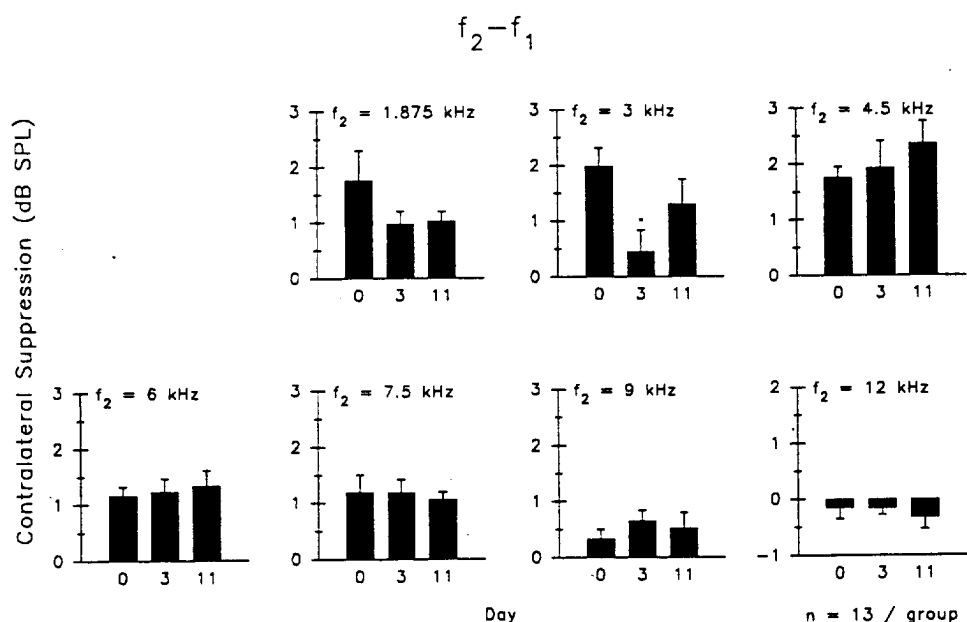 f₂−f₁
Contralateral Suppression (dB SPL)
f₂ = 1.875 kHz
3
2
1
0
0 3 11
f₂ = 3 kHz
3
2
1
0
0 3 11
f₂ = 4.5 kHz
3
2
1
0
0 3 11
f₂ = 6 kHz
3
2
1
0
0 3 11
f₂ = 7.5 kHz
3
2
1
0
0 3 11
f₂ = 9 kHz
3
2
1
0
0 3 11
f₂ = 12 kHz
2
1
0
−1
0 3 11
Day
n = 13 / group